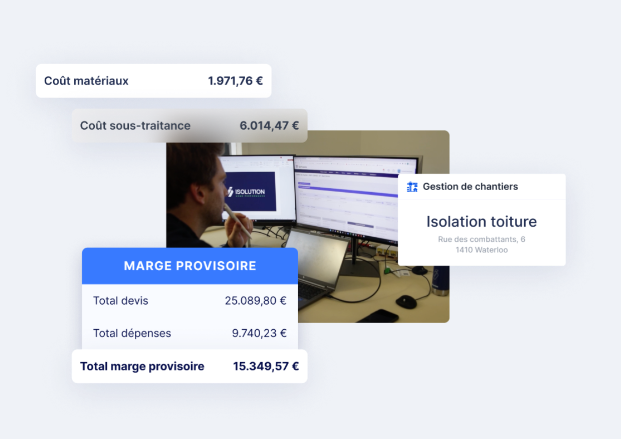 Coût matériaux 1.971,76 €
Coût sous-traitance 6.014,47 €
ISOLUTION
Gestion de chantiers
Isolation toiture
Rue des combattants, 6
1410 Waterloo
MARGE PROVISOIRE
Total devis 25.089,80 €
Total dépenses 9.740,23 €
Total marge provisoire 15.349,57 €